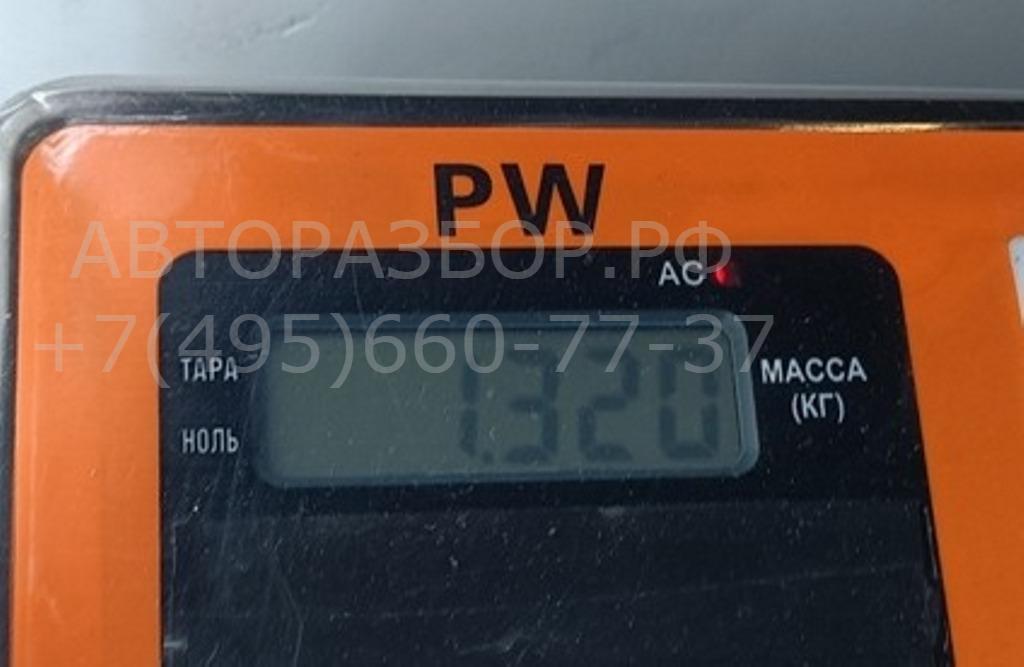 PW
АВТОРАЗБОР.РФ
AC
+7(495)660-77-37
ТАРА
1.320
МАССА
(КГ)
НОЛЬ